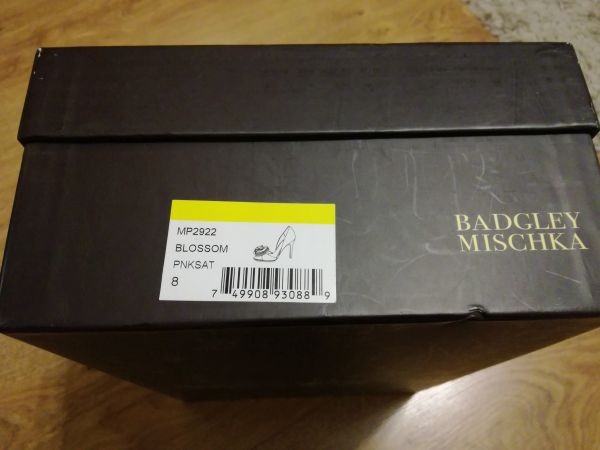 MP2922
BLOSSOM
PNKSAT
8
7 49908 93088 9
BADGLEY
MISCHKA